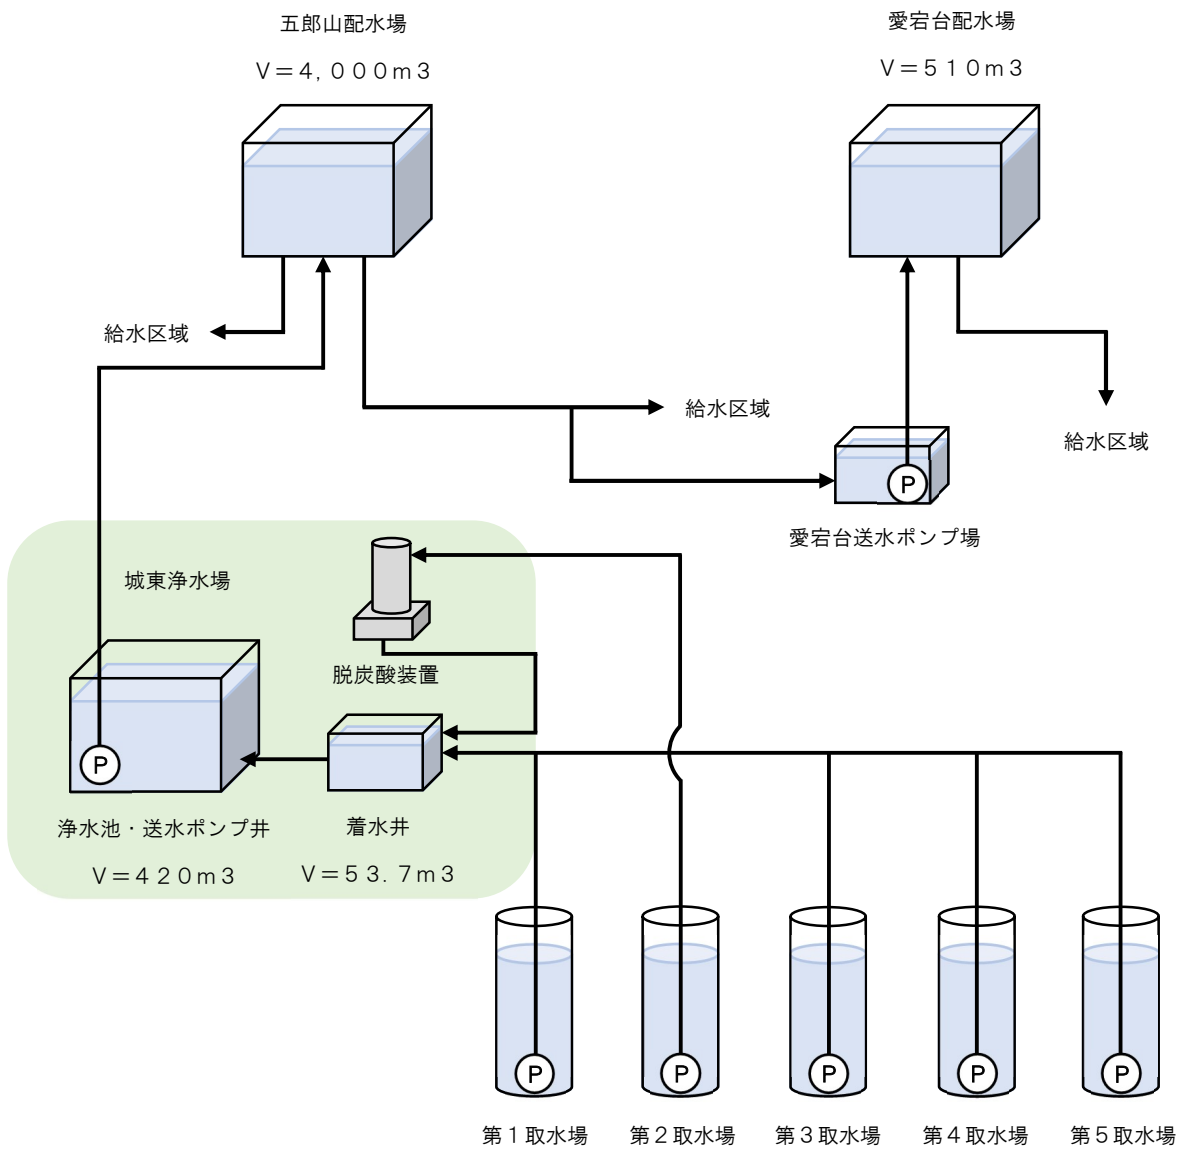 五郎山配水場
Ｖ＝４，０００ｍ３
愛宕台配水場
Ｖ＝５１０ｍ３
給水区域
給水区域
給水区域
P
愛宕台送水ポンプ場
城東浄水場
脱炭酸装置
P
浄水池・送水ポンプ井
Ｖ＝４２０ｍ３
着水井
Ｖ＝５３．７ｍ３
P
P
P
P
P
第１取水場
第２取水場
第３取水場
第４取水場
第５取水場